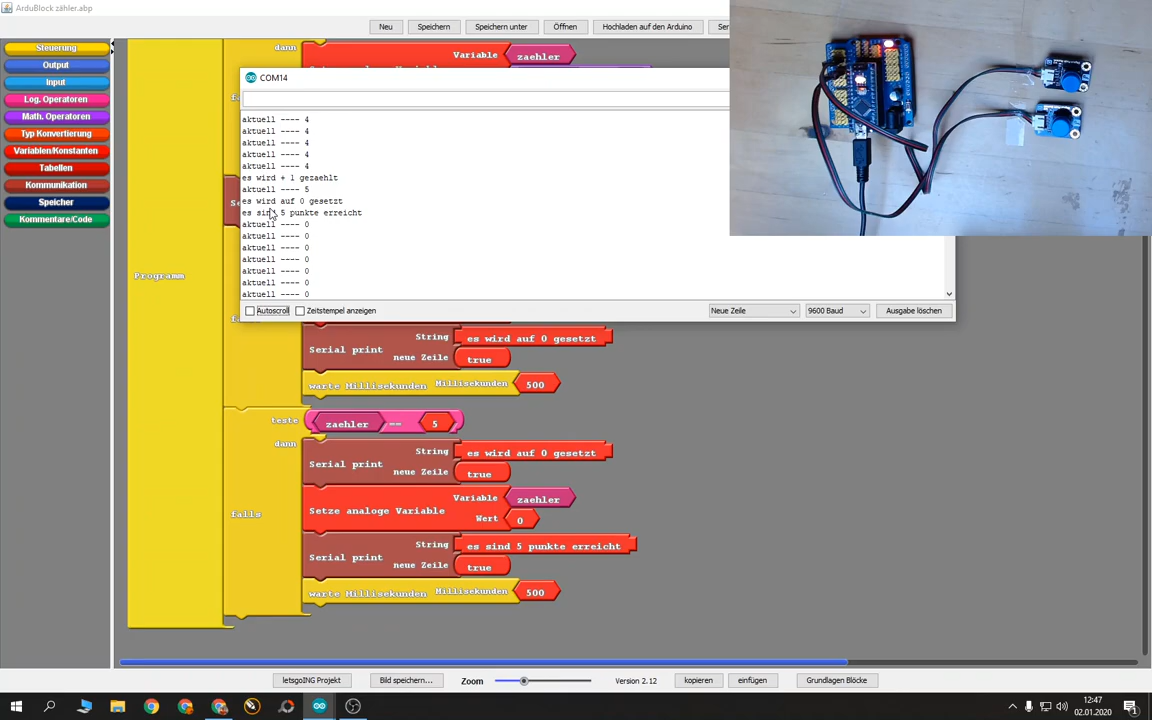 ArduBlock zähler.abp
Neu
Speichern
Speichern unter
Öffnen
Hochladen auf den Arduino
Steuerung
Output
Input
Log. Operatoren
Math. Operatoren
Typ Konvertierung
Variablen/Konstanten
Tabellen
Kommunikation
Speicher
Kommentare/Code
dann
Variable
zaehler
COM14
aktuell ---- 4
aktuell ---- 4
aktuell ---- 4
aktuell ---- 4
aktuell ---- 4
es wird + 1 gezaehlt
aktuell ---- 5
es wird auf 0 gesetzt
es sind 5 punkte erreicht
aktuell ---- 0
aktuell ---- 0
aktuell ---- 0
aktuell ---- 0
aktuell ---- 0
aktuell ---- 0
aktuell ---- 0
Autoscroll
Zeitstempel anzeigen
Neue Zeile
9600 Baud
Ausgabe löschen
Programm
String
es wird auf 0 gesetzt
Serial print
neue Zeile
true
warte Millisekunden
Millisekunden
500
teste
zaehler
==
5
dann
String
es wird auf 0 gesetzt
Serial print
neue Zeile
true
falls
Variable
zaehler
Setze analoge Variable
Wert
0
String
es sind 5 punkte erreicht
Serial print
neue Zeile
true
warte Millisekunden
Millisekunden
500
letsgoING Projekt
Bild speichern...
Zoom
Version 2.12
kopieren
einfügen
Grundlagen Blöcke
12:47
02.01.2020